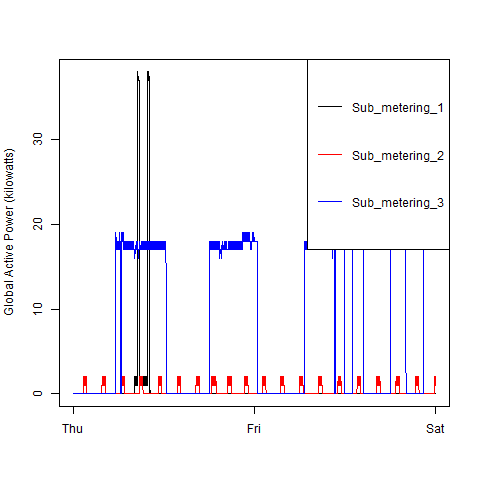 Global Active Power (kilowatts)
30
20
10
0
Sub_metering_1
Sub_metering_2
Sub_metering_3
Thu
Fri
Sat